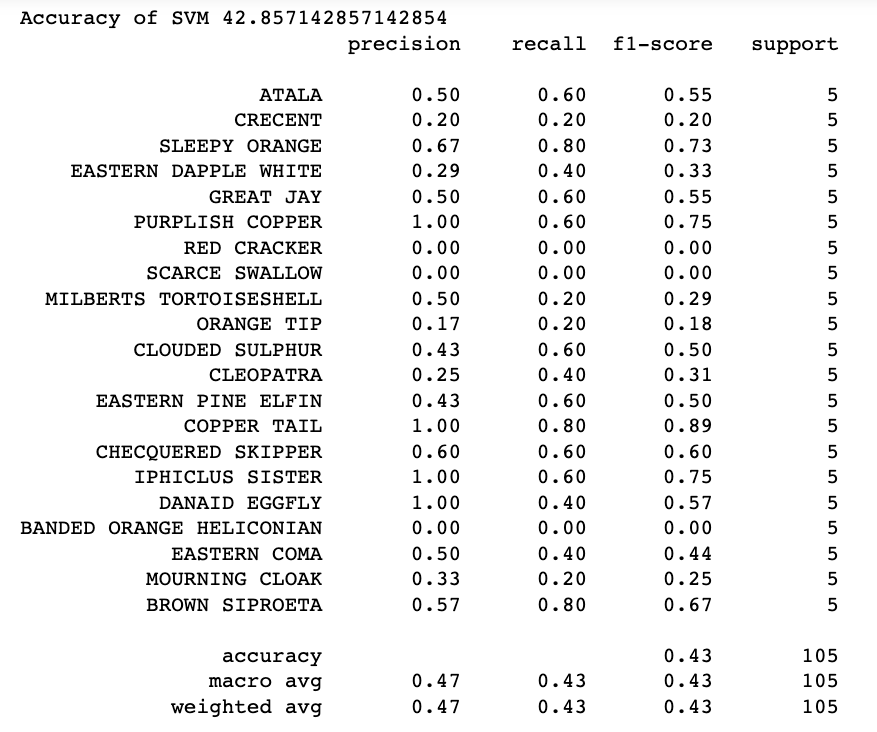 Accuracy of SVM 42.857142857142854
precision recall f1-score support
ATALA 0.50 0.60 0.55 5
CRECENT 0.20 0.20 0.20 5
SLEEPY ORANGE 0.67 0.80 0.73 5
EASTERN DAPPLE WHITE 0.29 0.40 0.33 5
GREAT JAY 0.50 0.60 0.55 5
PURPLISH COPPER 1.00 0.60 0.75 5
RED CRACKER 0.00 0.00 0.00 5
SCARCE SWALLOW 0.00 0.00 0.00 5
MILBERTS TORTOISESHELL 0.50 0.20 0.29 5
ORANGE TIP 0.17 0.20 0.18 5
CLOUDED SULPHUR 0.43 0.60 0.50 5
CLEOPATRA 0.25 0.40 0.31 5
EASTERN PINE ELFIN 0.43 0.60 0.50 5
COPPER TAIL 1.00 0.80 0.89 5
CHECQUERED SKIPPER 0.60 0.60 0.60 5
IPHICLUS SISTER 1.00 0.60 0.75 5
DANAID EGGFLY 1.00 0.40 0.57 5
BANDED ORANGE HELICONIAN 0.00 0.00 0.00 5
EASTERN COMA 0.50 0.40 0.44 5
MOURNING CLOAK 0.33 0.20 0.25 5
BROWN SIPROETA 0.57 0.80 0.67 5
accuracy 0.43 105
macro avg 0.47 0.43 0.43 105
weighted avg 0.47 0.43 0.43 105